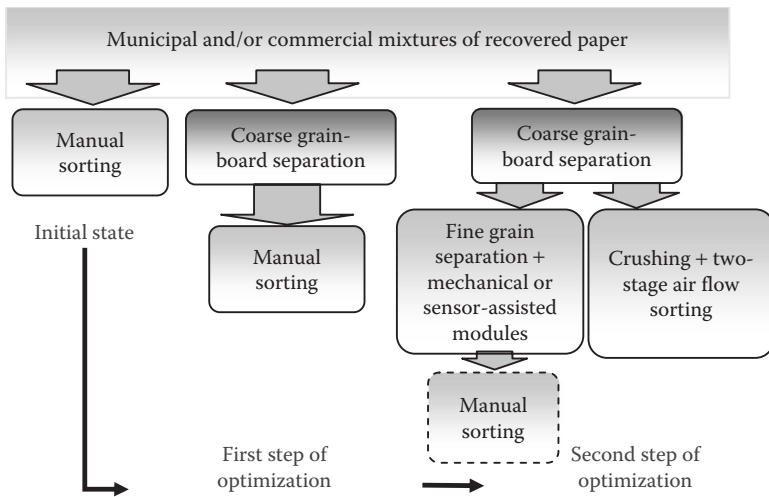 Municipal and/or commercial mixtures of recovered paper
Manual
sorting
Coarse grain-
board separation
Coarse grain-
board separation
Initial state
Manual
sorting
Fine grain
separation +
mechanical or
sensor-assisted
modules
Crushing + two-
stage air flow
sorting
Manual
sorting
First step of
optimization
Second step of
optimization